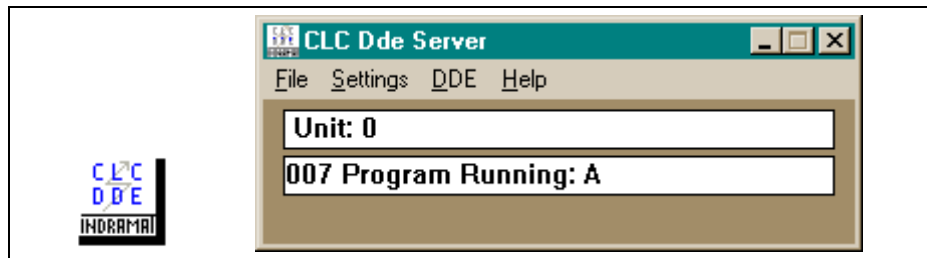 CLC Dde Server
File Settings DDE Help
Unit: 0
007 Program Running: A
CLC
DDE
INDRAMAT